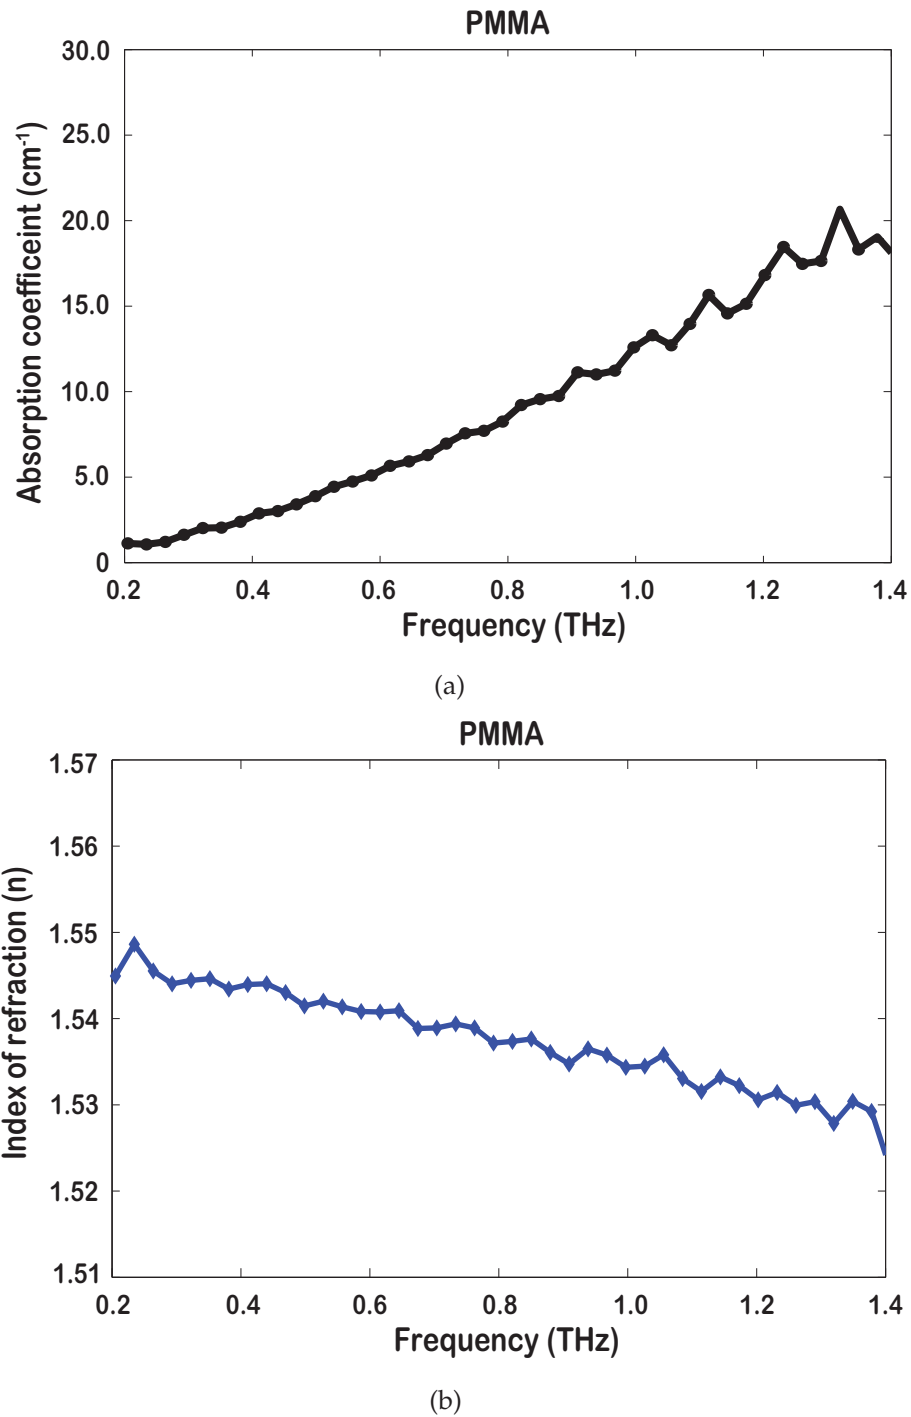 PMMA
30.0
25.0
20.0
15.0
10.0
5.0
0
Absorption coefficeint (cm-1)
0.2 0.4 0.6 0.8 1.0 1.2 1.4
Frequency (THz)
(a)
PMMA
1.57
1.56
1.55
1.54
1.53
1.52
1.51
Index of refraction (n)
0.2 0.4 0.6 0.8 1.0 1.2 1.4
Frequency (THz)
(b)